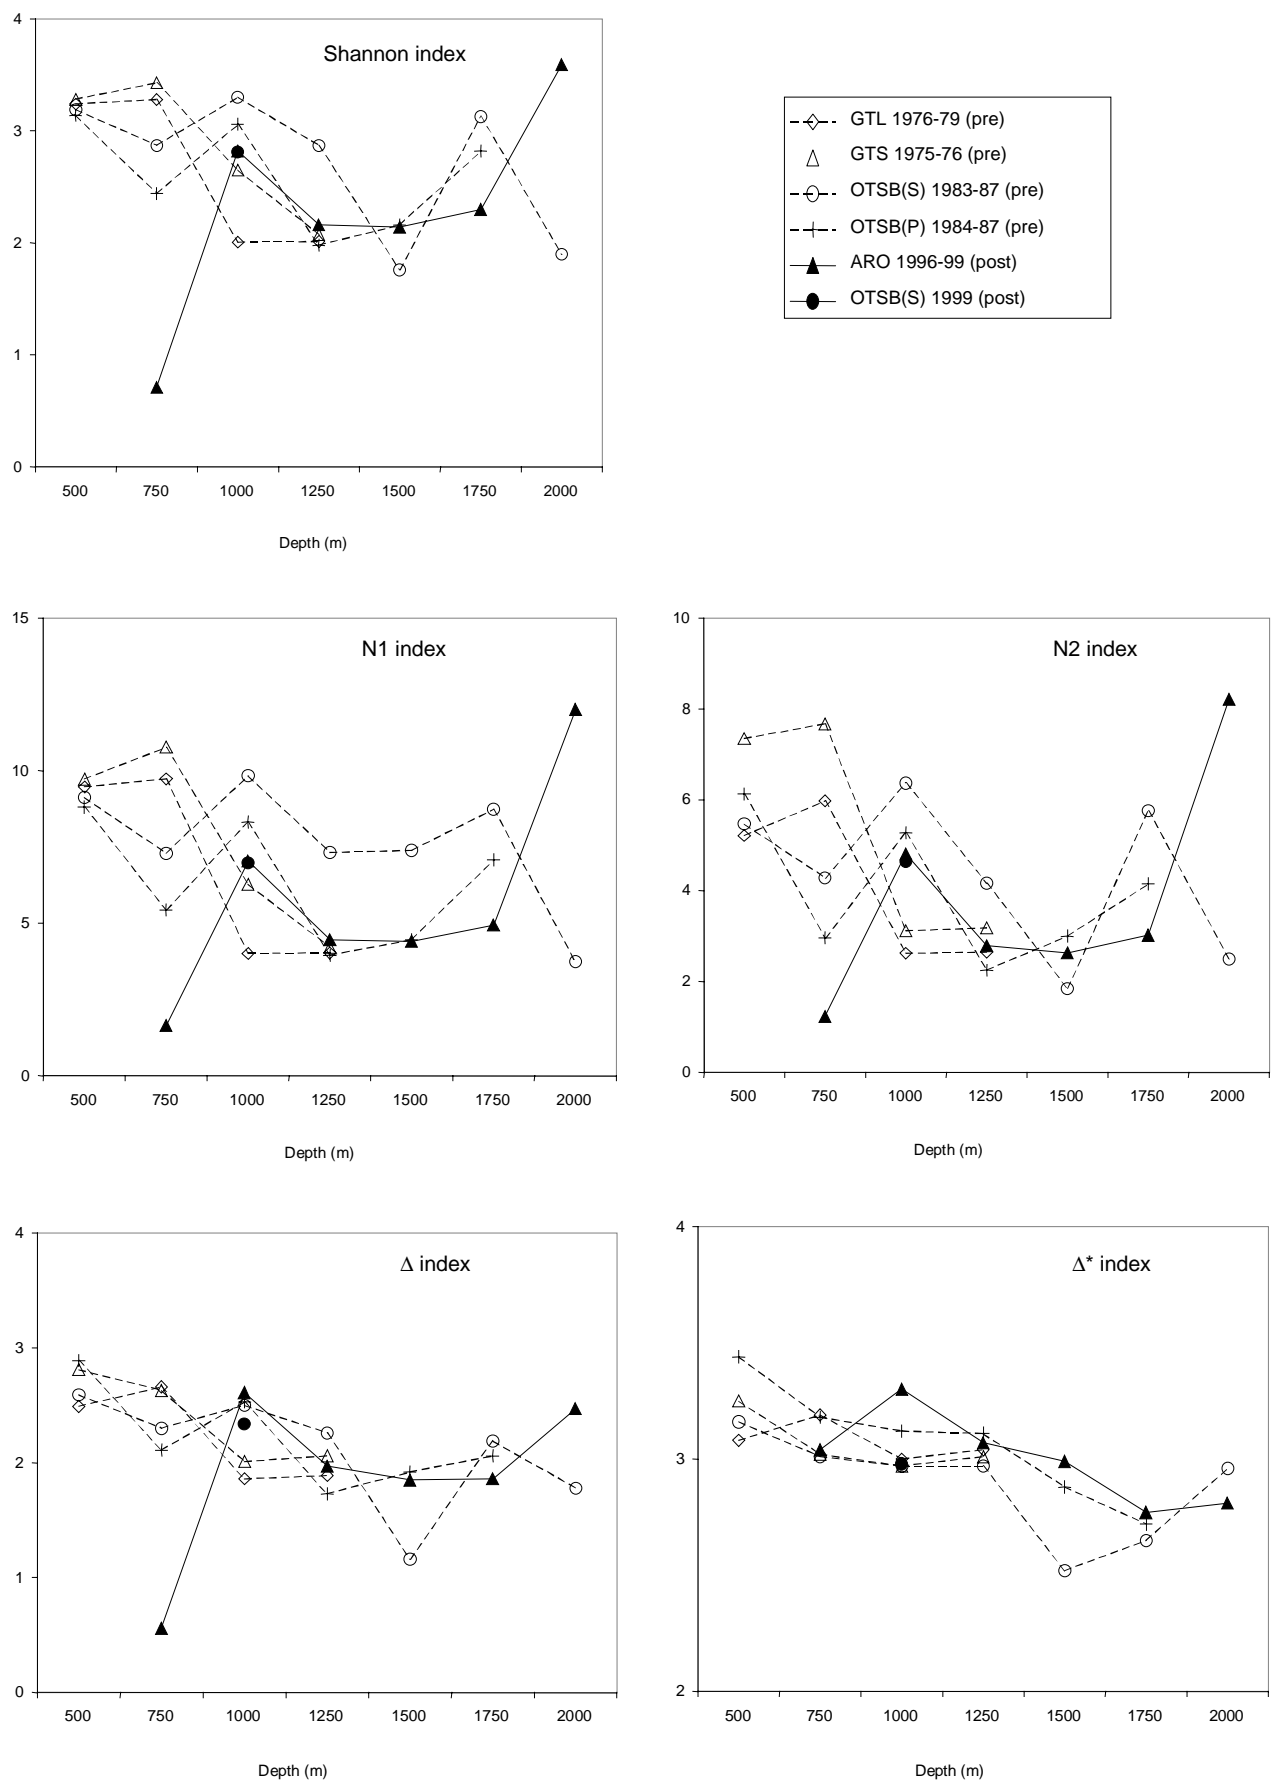 Shannon index
4
3
2
1
0
500 750 1000 1250 1500 1750 2000
Depth (m)
GTL 1976-79 (pre)
GTS 1975-76 (pre)
OTSB(S) 1983-87 (pre)
OTSB(P) 1984-87 (pre)
ARO 1996-99 (post)
OTSB(S) 1999 (post)
N1 index
15
10
5
0
500 750 1000 1250 1500 1750 2000
Depth (m)
N2 index
10
8
6
4
2
0
500 750 1000 1250 1500 1750 2000
Depth (m)
Δ index
4
3
2
1
0
500 750 1000 1250 1500 1750 2000
Depth (m)
Δ* index
4
3
2
500 750 1000 1250 1500 1750 2000
Depth (m)